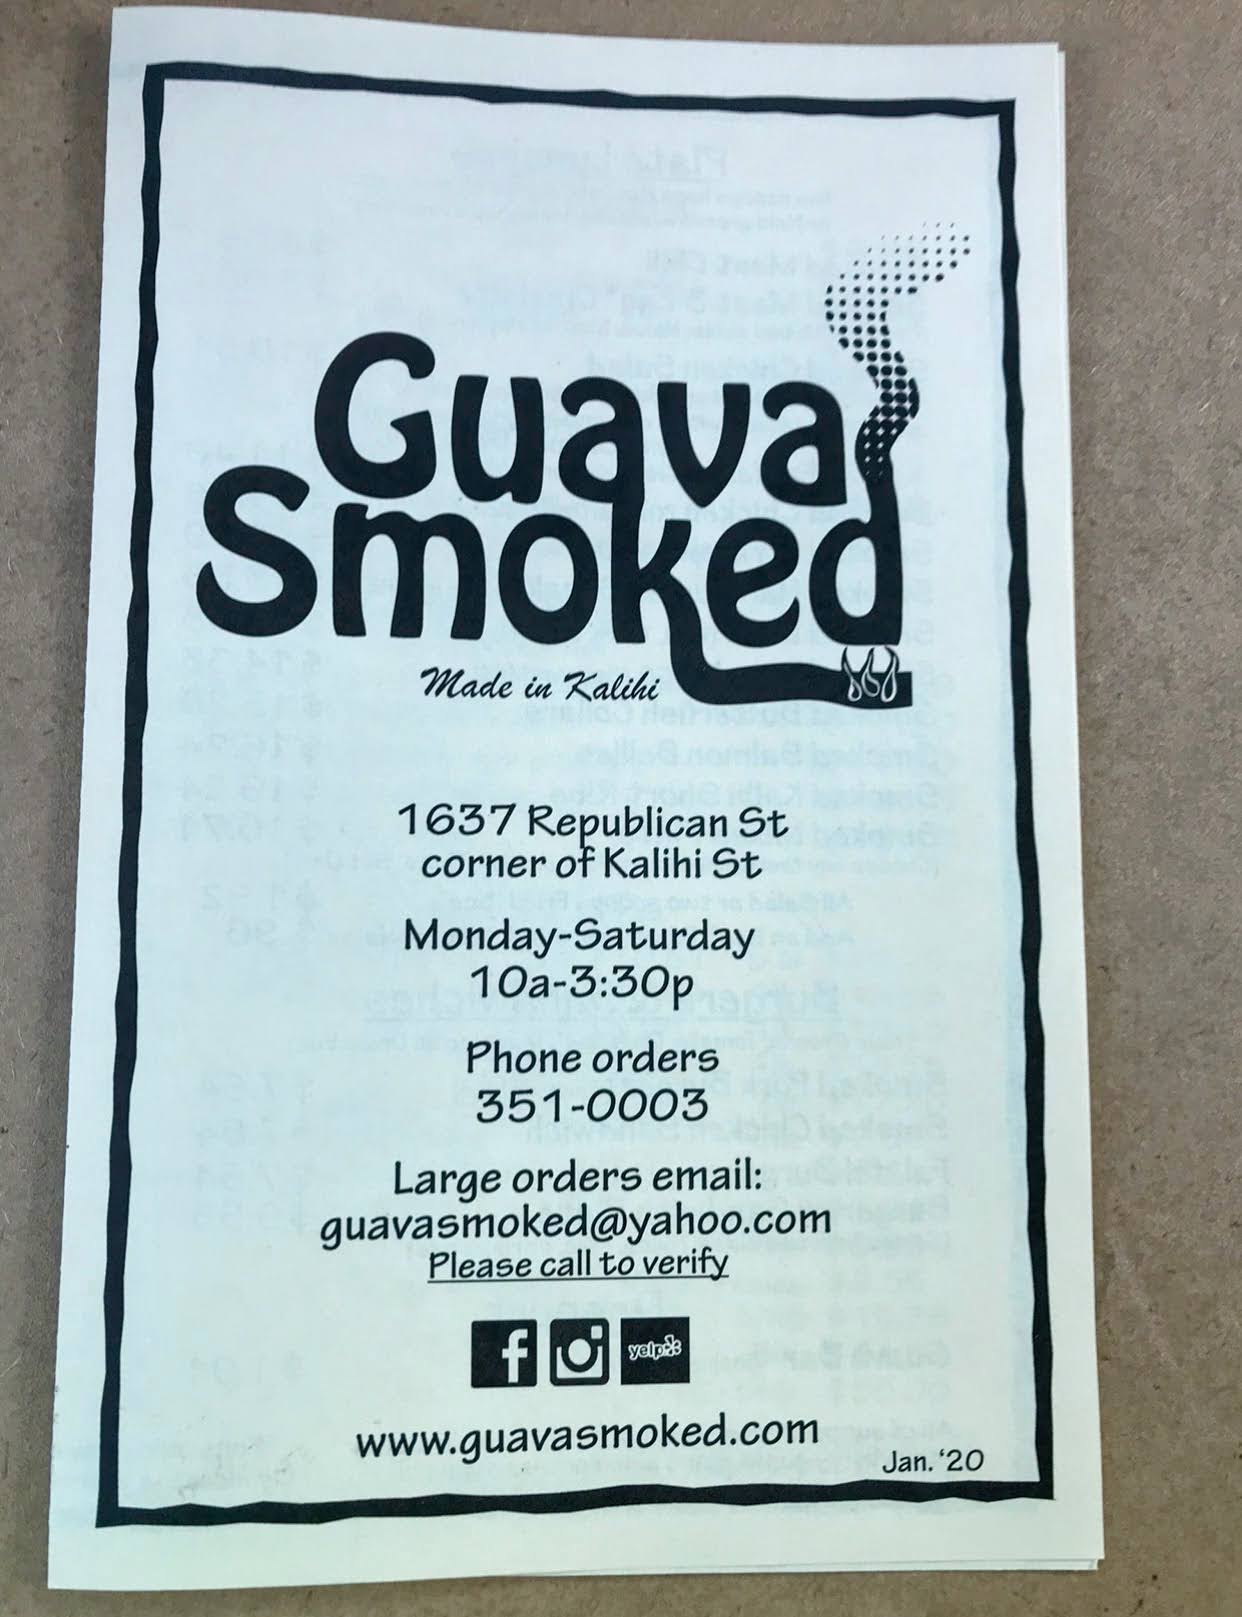 Guava
Smoked
Made in Kalihi
1637 Republican St
corner of Kalihi St
Monday-Saturday
10a-3:30p
Phone orders
351-0003
Large orders email:
guavasmoked@yahoo.com
Please call to verify
yelp
www.guavasmoked.com
Jan. '20